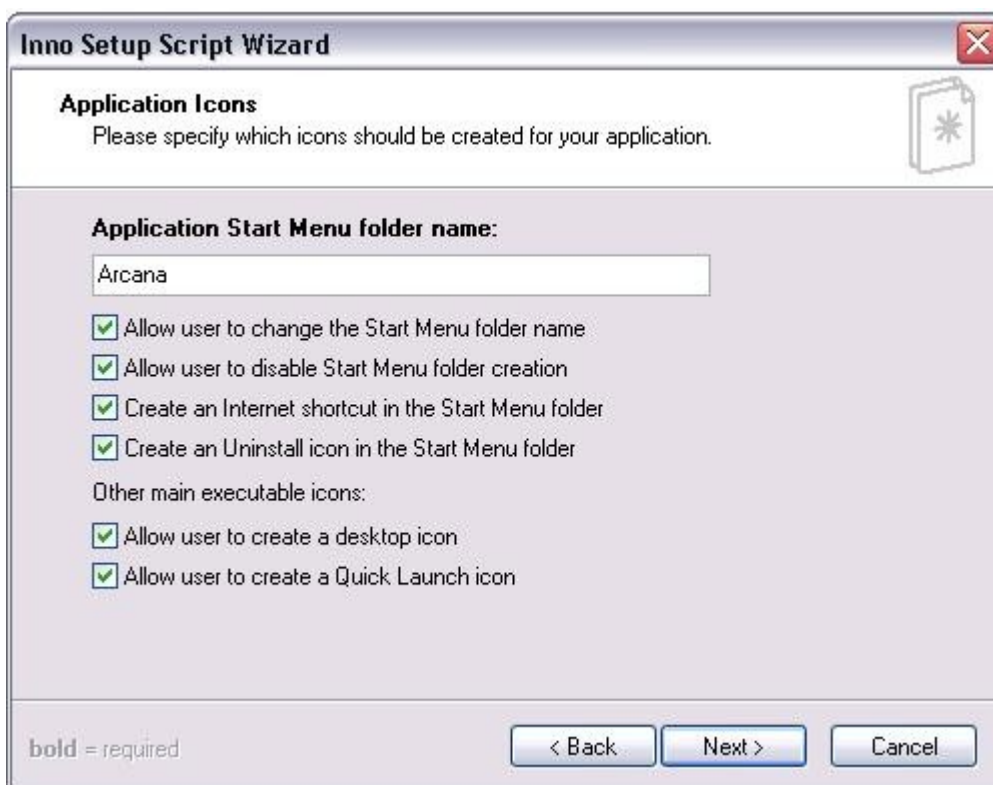 Inno Setup Script Wizard
Application Icons
Please specify which icons should be created for your application.
Application Start Menu folder name:
Arcana
Allow user to change the Start Menu folder name
Allow user to disable Start Menu folder creation
Create an Internet shortcut in the Start Menu folder
Create an Uninstall icon in the Start Menu folder
Other main executable icons:
Allow user to create a desktop icon
Allow user to create a Quick Launch icon
bold = required
< Back
Next >
Cancel